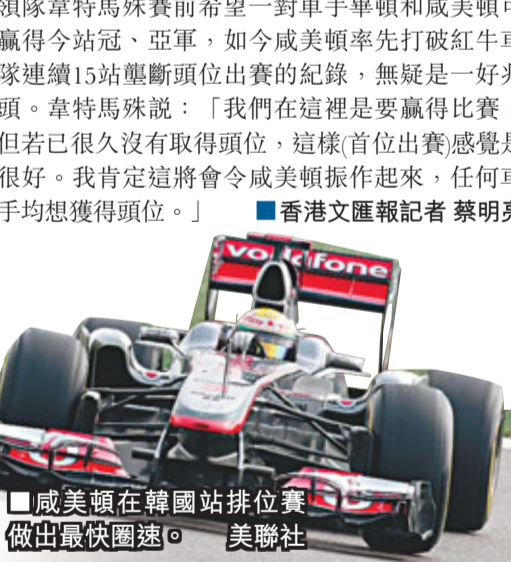 領隊韋特馬殊賽前希望一對車手畢頓和咸美頓可
贏得今站冠、亞軍，如今咸美頓率先打破紅牛車
隊連續15站壟斷頭位出賽的紀錄，無疑是一好兆
頭。韋特馬殊説：「我們在這裡是要贏得比賽，
但若已很久沒有取得頭位，這樣(首位出賽)感覺是
很好。我肯定這將會令咸美頓振作起來，任何車
手均想獲得頭位。」 ■香港文匯報記者 蔡明亮
vodafone
■咸美頓在韓國站排位賽
做出最快圈速。 美聯社